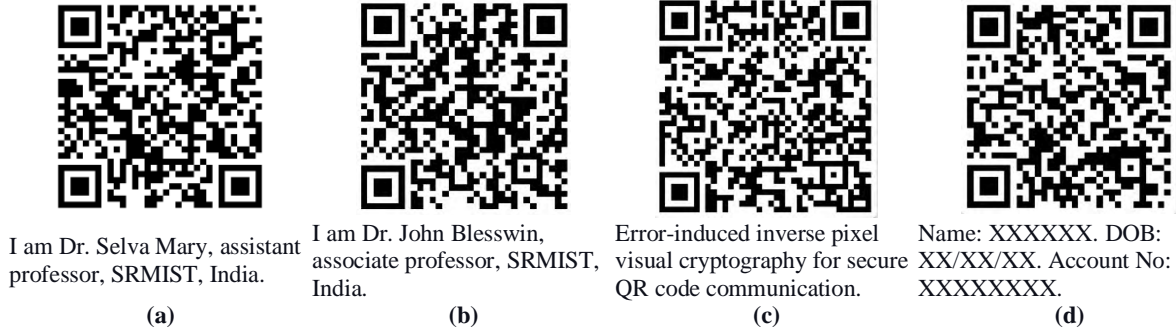 I am Dr. Selva Mary, assistant
professor, SRMIST, India.
(a)
I am Dr. John Blesswin,
associate professor, SRMIST,
India.
(b)
Error-induced inverse pixel
visual cryptography for secure
QR code communication.
(c)
Name: XXXXXX. DOB:
XX/XX/XX. Account No:
XXXXXXXX.
(d)